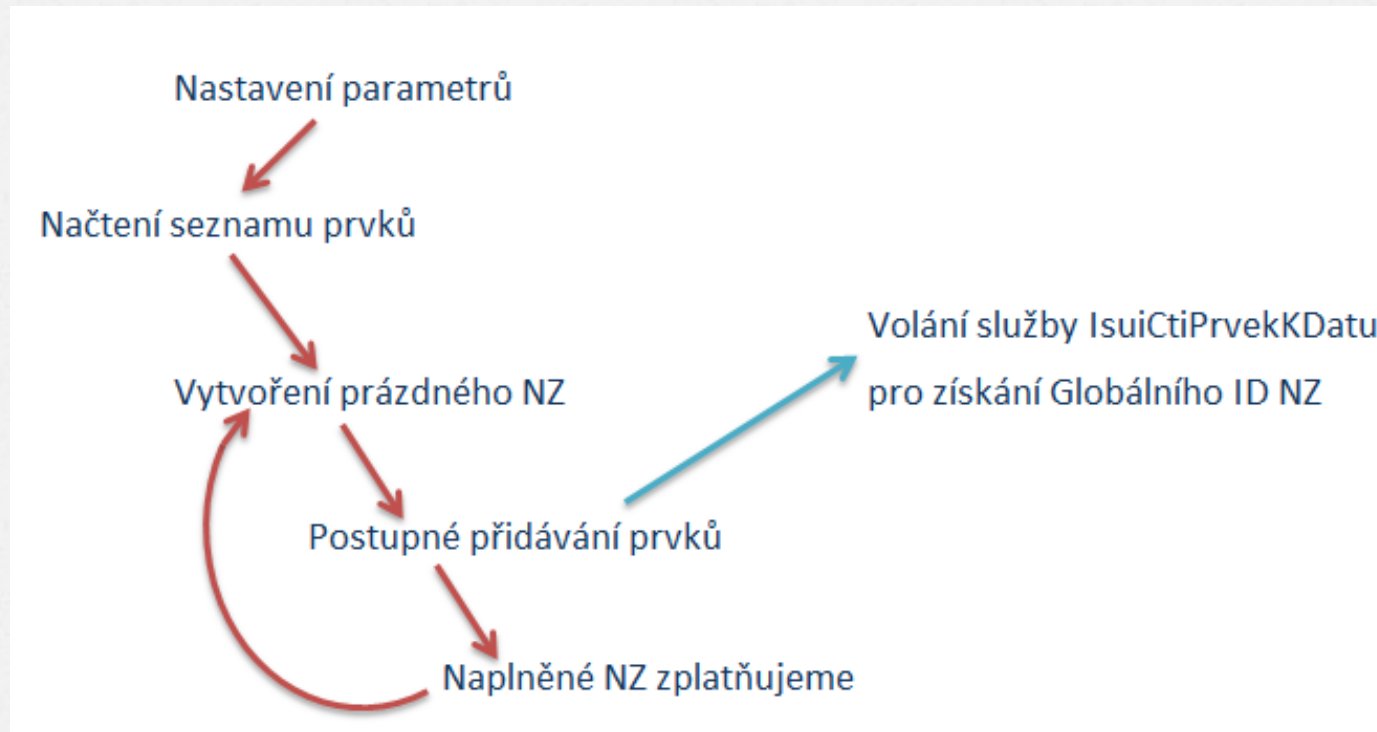 Nastavení parametrů
Načtení seznamu prvků
Volání služby IsuiCtiPrvekKDatu
pro získání Globálního ID NZ
Vytvoření prázdného NZ
Postupné přidávání prvků
Naplněné NZ zplatňujeme